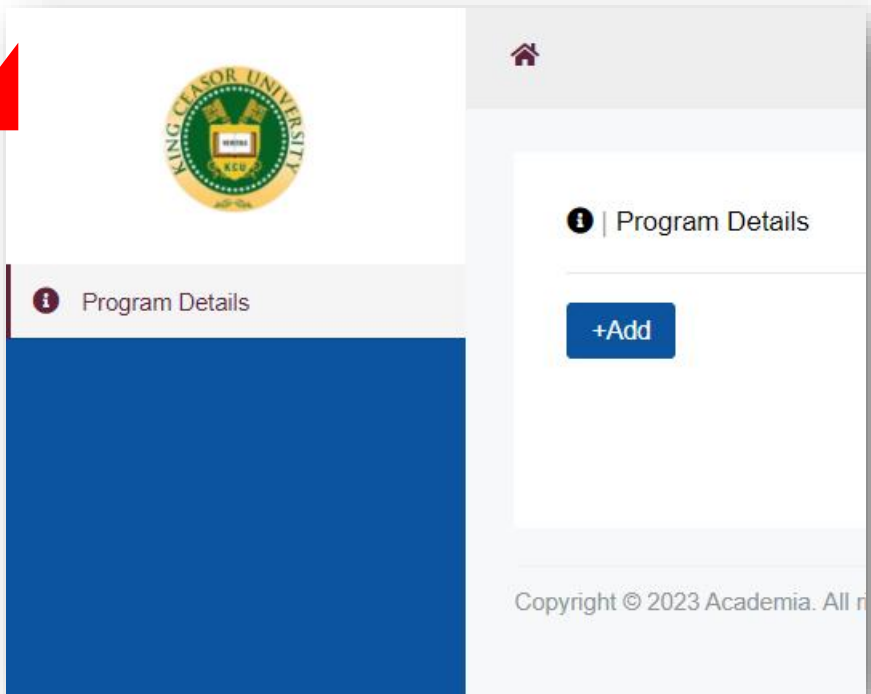 KING CEASOR UNIVERSITY
KCU
Program Details
Program Details
+Add
Copyright © 2023 Academia. All